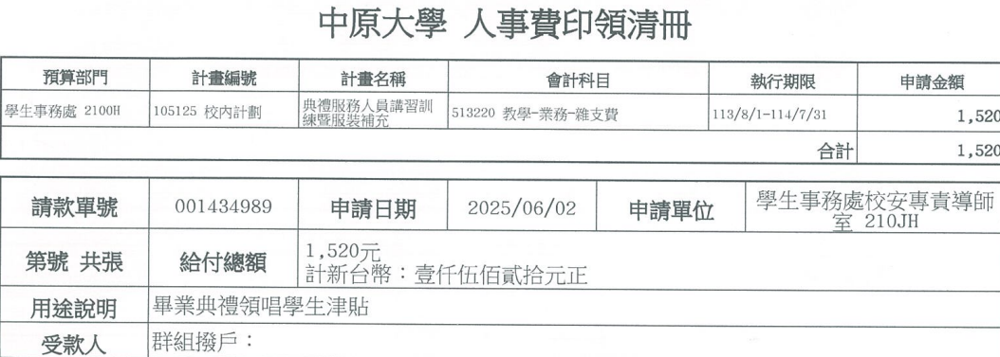 中原大學 人事費印領清冊
預算部門 計畫編號 計畫名稱 會計科目 執行期限 申請金額
學生事務處 2100H 105125 校內計劃 典禮服務人員講習訓練暨服裝補充 513220 教學-業務-雜支費 113/8/1-114/7/31 1,520
合計 1,520
請款單號 001434989 申請日期 2025/06/02 申請單位 學生事務處校安專責導師室 210JH
第號 共張 給付總額 1,520元
計新台幣：壹仟伍佰貳拾元正
用途說明 畢業典禮領唱學生津貼
受款人 群組撥戶：